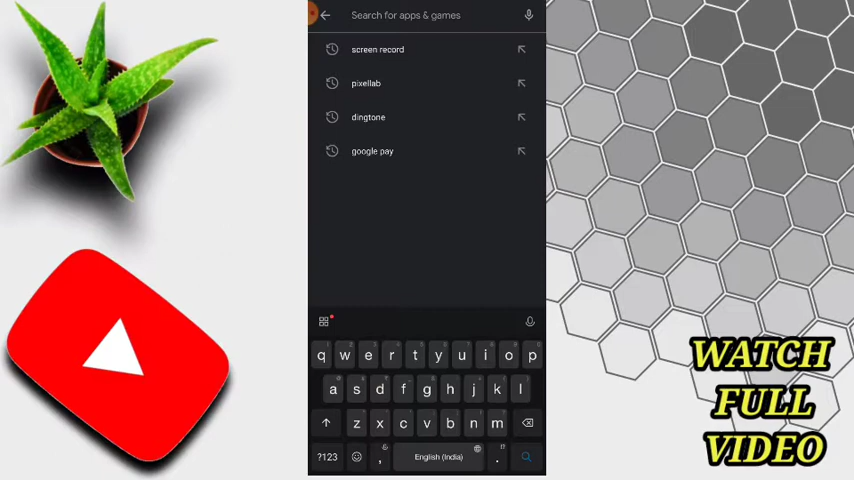 Search for apps & games
screen record
pixellab
dingtone
google pay
q w e r t y u i o p
a s d f g h j k l
z x c v b n m
?123 , English (India) .
WATCH
FULL
VIDEO